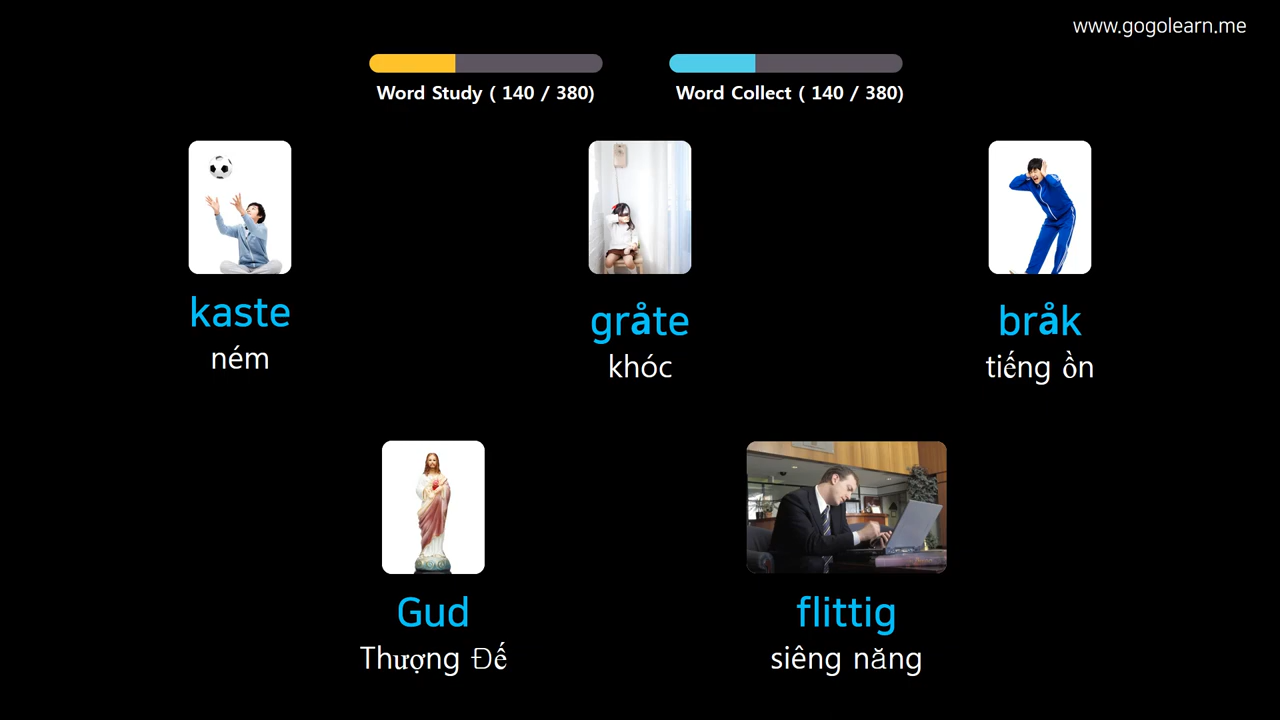 www.gogolearn.me
Word Study ( 140 / 380)
Word Collect ( 140 / 380)
kaste
ném
gråte
khóc
bråk
tiếng ồn
Gud
Thượng Đế
flittig
siêng năng